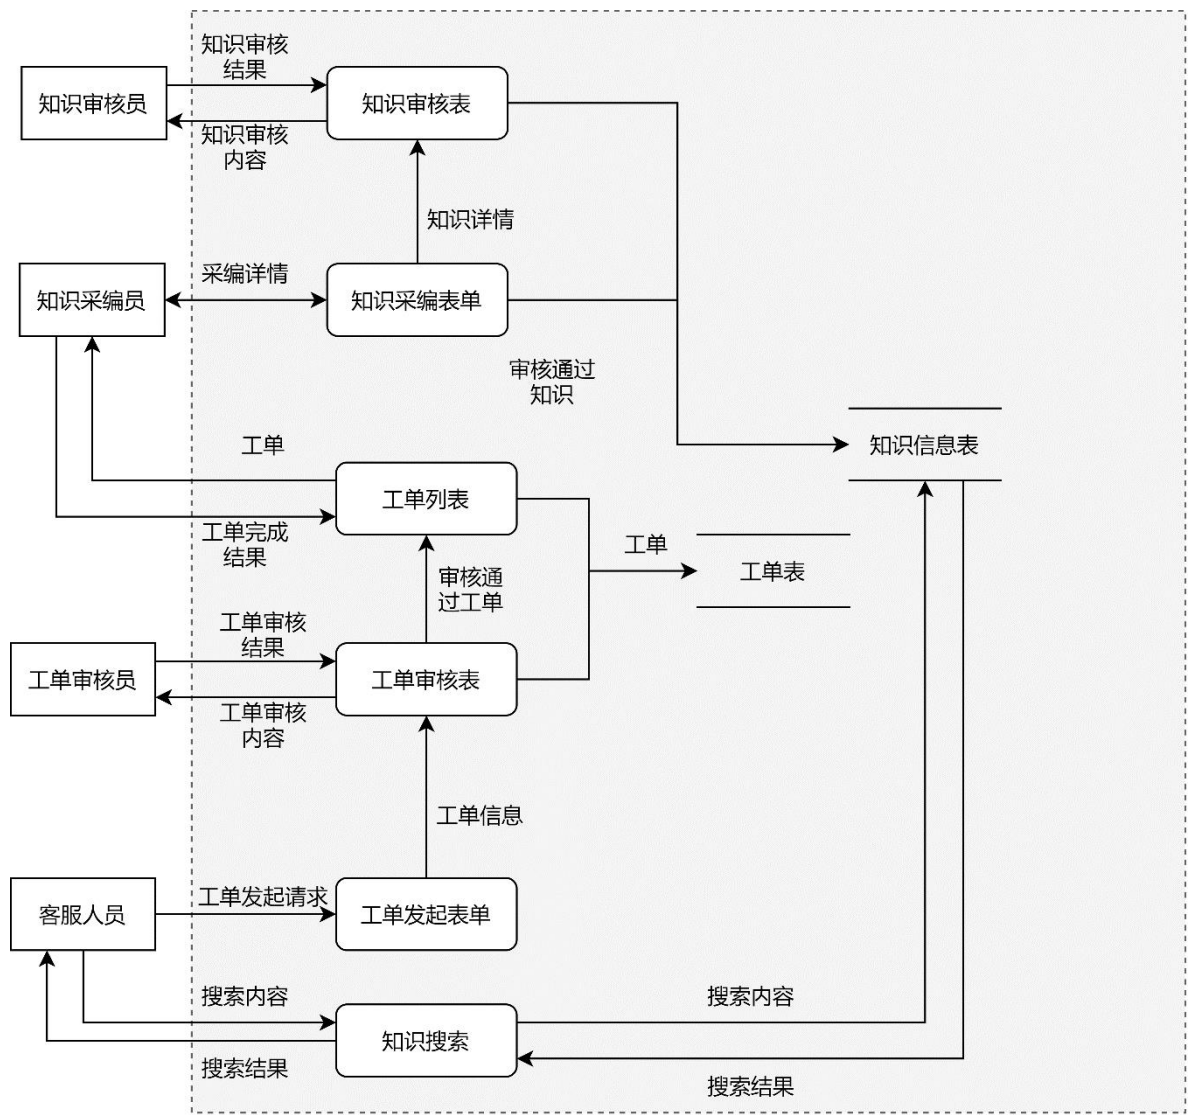 知识审核
结果
知识审核员
知识审核表
知识审核
内容
知识详情
采编详情
知识采编员
知识采编表单
审核通过
知识
工单
知识信息表
工单列表
工单完成
结果
工单
工单表
审核通
过工单
工单审核
结果
工单审核员
工单审核表
工单审核
内容
工单信息
工单发起请求
客服人员
工单发起表单
搜索内容
搜索内容
知识搜索
搜索结果
搜索结果